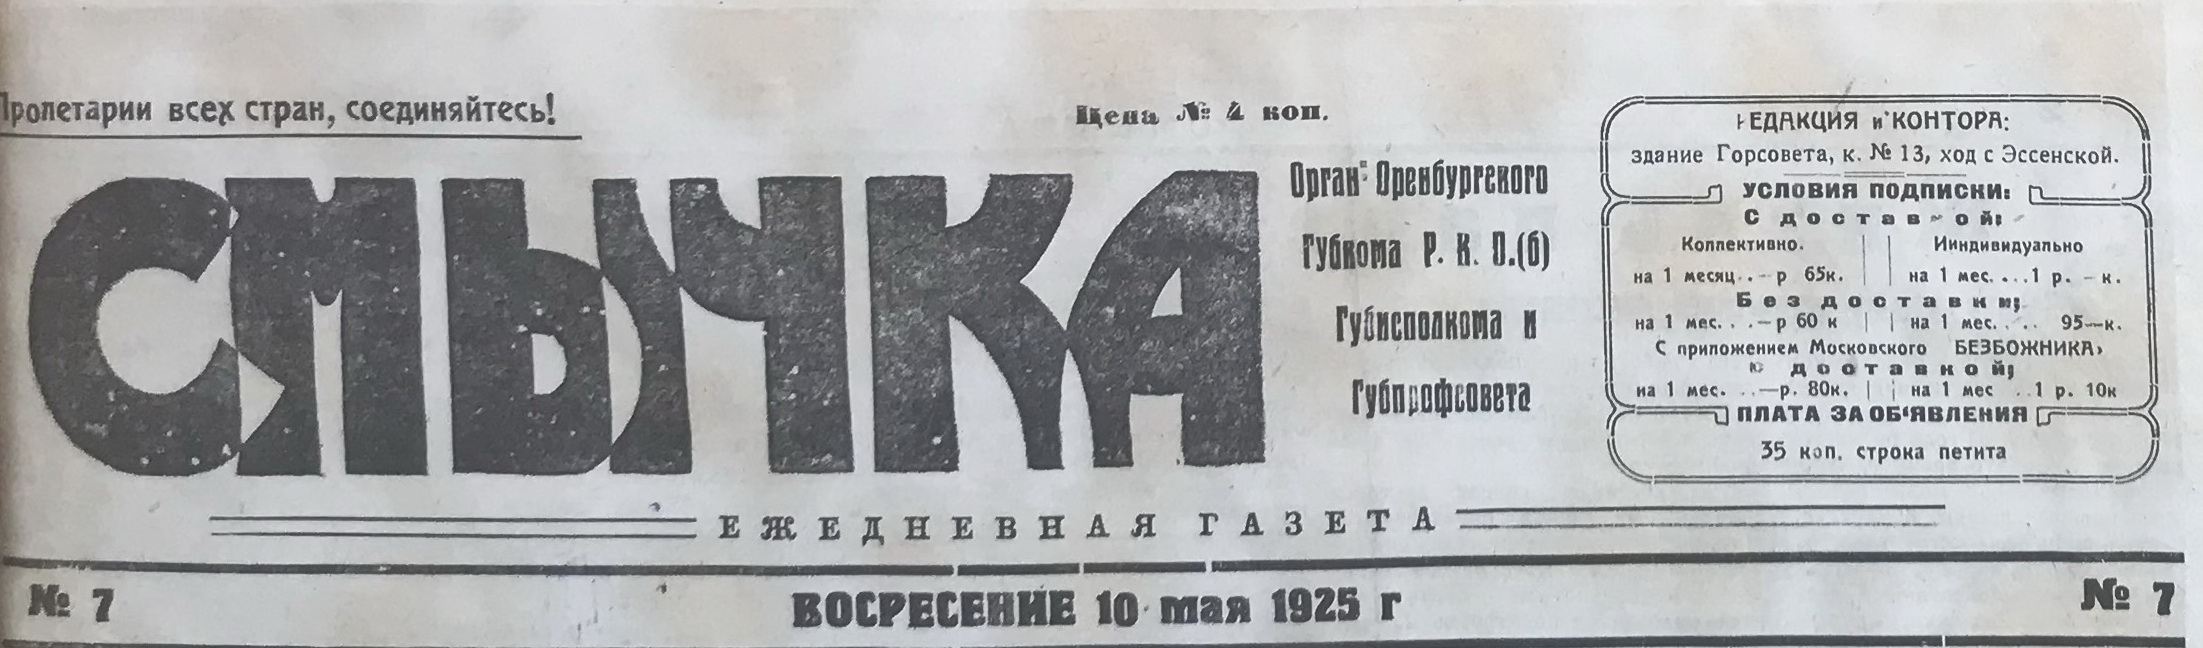 Пролетарии всех стран, соединяйтесь!
Цена № 4 коп.
СМЫЧКА
Орган Оренбургского
Губкома Р. К. П.(б)
Губисполкома и
Губпрофсовета
РЕДАКЦИЯ и КОНТОРА:
здание Горсовета, к. № 13, ход с Эссенской.
УСЛОВИЯ ПОДПИСКИ:
С доставкой:
Коллективно. Ииндивидуально
на 1 месяц..—р 65к. на 1 мес. ...1 р. – к.
Без доставки;
на 1 мес. . .—р 60 к на 1 мес. . .. 95—к.
С приложением Московского БЕЗБОЖНИКА›
с доставкой;
на 1 мес. ..—р. 80к. на 1 мес ..1 р. 10к
ПЛАТА ЗА ОБ‘ЯВЛЕНИЯ
35 коп. строка петита
ЕЖЕДНЕВНАЯ ГАЗЕТА
№ 7 ВОСРЕСЕНИЕ 10 мая 1925 г № 7